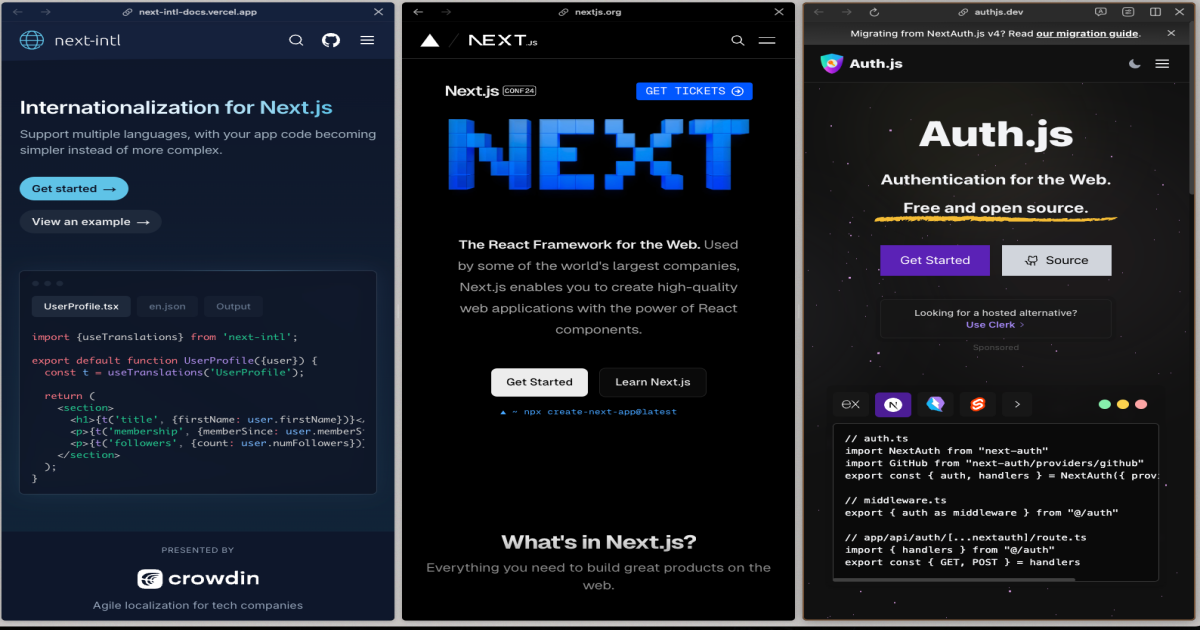 next-intl-docs.vercel.app
next-intl
Internationalization for Next.js
Support multiple languages, with your app code becoming
simpler instead of more complex.
Get started →
View an example →
UserProfile.tsx
en.json
Output
import {useTranslations} from 'next-intl';
export default function UserProfile({user}) {
const t = useTranslations('UserProfile');
return (
<section>
<h1>{t('title', {firstName: user.firstName})}<
<p>{t('membership', {memberSince: user.memberS
<p>{t('followers', {count: user.numFollowers})
</section>
);
}
PRESENTED BY
crowdin
Agile localization for tech companies
nextjs.org
NEXT.JS
Next.js CONF24
GET TICKETS
NEXT
The React Framework for the Web. Used
by some of the world's largest companies,
Next.js enables you to create high-quality
web applications with the power of React
components.
Get Started
Learn Next.js
▲ ~ npx create-next-app@latest
What's in Next.js?
Everything you need to build great products on the
web.
authjs.dev
Migrating from NextAuth.js v4? Read our migration guide.
Auth.js
Auth.js
Authentication for the Web.
Free and open source.
Get Started
Source
Looking for a hosted alternative?
Use Clerk >
Sponsored
ex
N
// auth.ts
import NextAuth from "next-auth"
import GitHub from "next-auth/providers/github"
export const { auth, handlers } = NextAuth({ prov
// middleware.ts
export { auth as middleware } from "@/auth"
// app/api/auth/[...nextauth]/route.ts
import { handlers } from "@/auth"
export const { GET, POST } = handlers